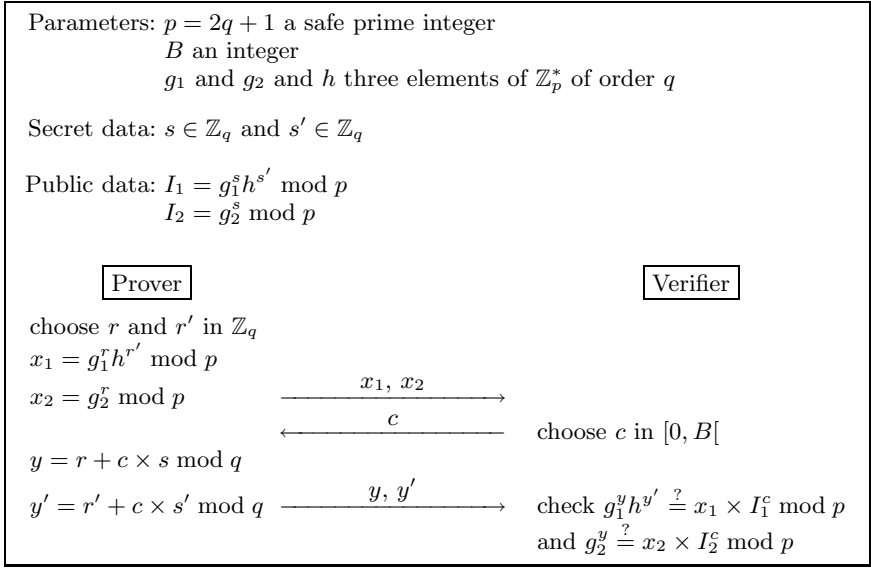 Parameters: p = 2q + 1 a safe prime integer
B an integer
g₁ and g₂ and h three elements of ℤ*ₚ of order q
Secret data: s ∈ ℤ_q and s′ ∈ ℤ_q
Public data: I₁ = g₁^s h^{s′} mod p
I₂ = g₂^s mod p
Prover Verifier
choose r and r′ in ℤ_q
x₁ = g₁^r h^{r′} mod p
x₂ = g₂^r mod p x₁, x₂
c choose c in [0, B[
y = r + c × s mod q
y′ = r′ + c × s′ mod q y, y′ check g₁^y h^{y′} ≟ x₁ × I₁^c mod p
and g₂^y ≟ x₂ × I₂^c mod p